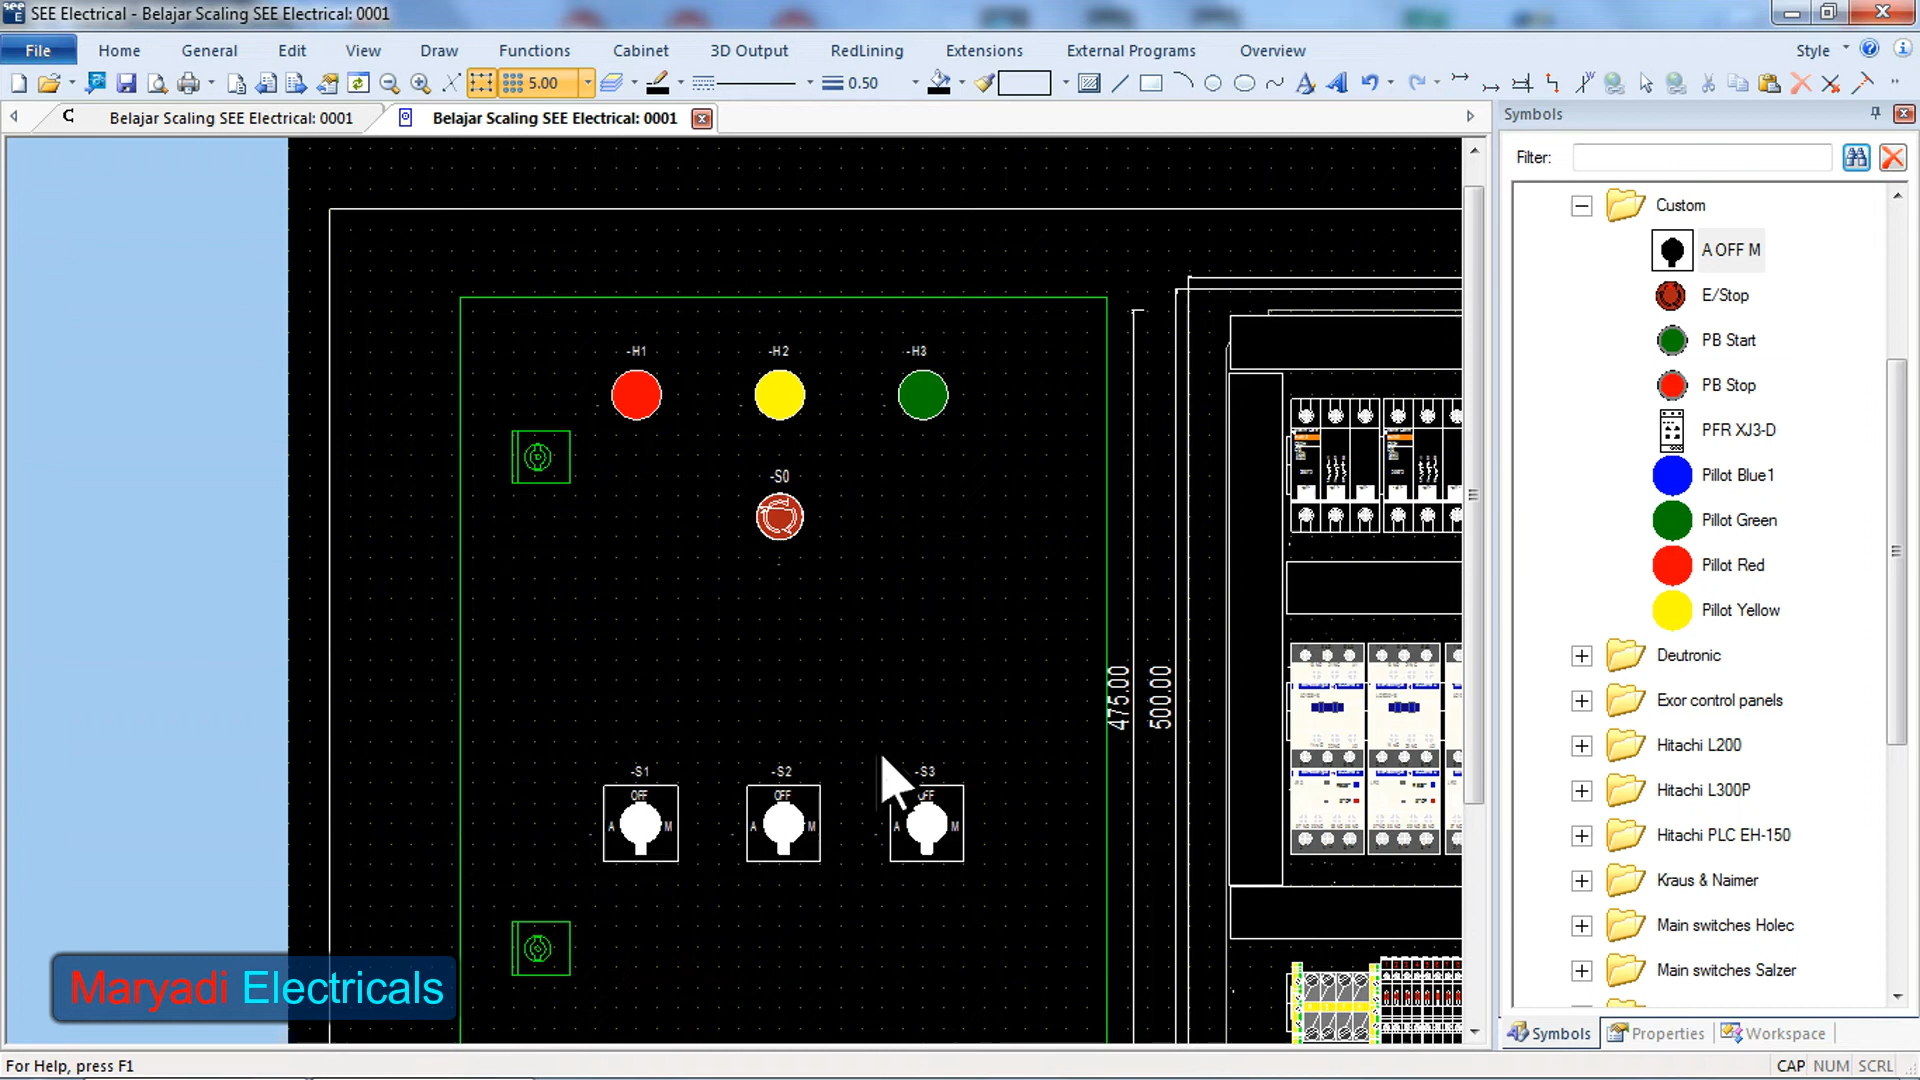 SEE Electrical - Belajar Scaling SEE Electrical: 0001
File Home General Edit View Draw Functions Cabinet 3D Output RedLining Extensions External Programs Overview Style
5.00 0.50
C Belajar Scaling SEE Electrical: 0001 Belajar Scaling SEE Electrical: 0001
Symbols
Filter:
Custom
A OFF M
E/Stop
PB Start
PB Stop
PFR XJ3-D
Pillot Blue1
Pillot Green
Pillot Red
Pillot Yellow
Deutronic
Exor control panels
Hitachi L200
Hitachi L300P
Hitachi PLC EH-150
Kraus & Naimer
Main switches Holec
Main switches Salzer
-H1 -H2 -H3
-S0
475.00 500.00
-S1 -S2 -S3
OFF OFF OFF
A M A M A M
Maryadi Electricals
Symbols Properties Workspace
For Help, press F1
CAP NUM SCRL